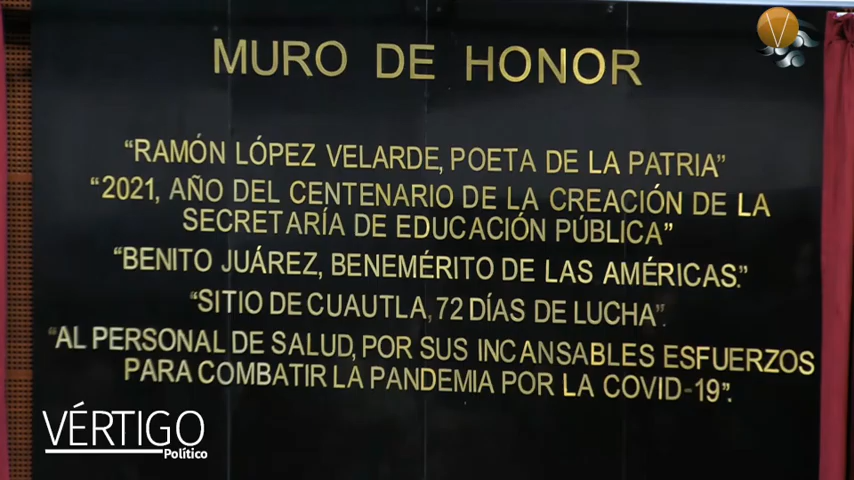 MURO DE HONOR
“RAMÓN LÓPEZ VELARDE, POETA DE LA PATRIA”
“2021, AÑO DEL CENTENARIO DE LA CREACIÓN DE LA
SECRETARÍA DE EDUCACIÓN PÚBLICA”
“BENITO JUÁREZ, BENEMÉRITO DE LAS AMÉRICAS.”
“SITIO DE CUAUTLA, 72 DÍAS DE LUCHA”.
“AL PERSONAL DE SALUD, POR SUS INCANSABLES ESFUERZOS
PARA COMBATIR LA PANDEMIA POR LA COVID-19”.
VÉRTIGO
Político
V